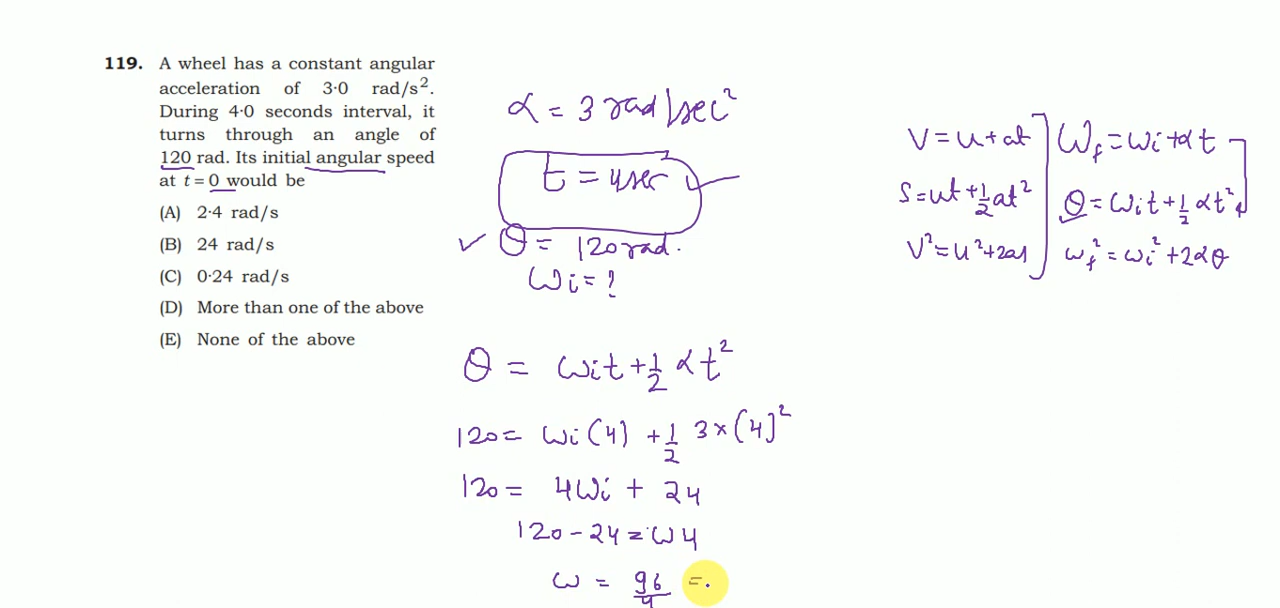 119. A wheel has a constant angular
acceleration of 3·0 rad/s².
During 4·0 seconds interval, it
turns through an angle of
120 rad. Its initial angular speed
at t = 0 would be
(A) 2·4 rad/s
(B) 24 rad/s
(C) 0·24 rad/s
(D) More than one of the above
(E) None of the above
α = 3 rad/sec²
t = 4sec
θ = 120 rad.
ωi = ?
θ = ωit + 1/2 αt²
120 = ωi(4) + 1/2 3×(4)²
120 = 4ωi + 24
120 - 24 = ω4
ω = 96/4 =
V = u + at
S = ut + 1/2 at²
V² = u² + 2as
ωf = ωi + αt
θ = ωit + 1/2 αt²
ωf² = ωi² + 2αθ